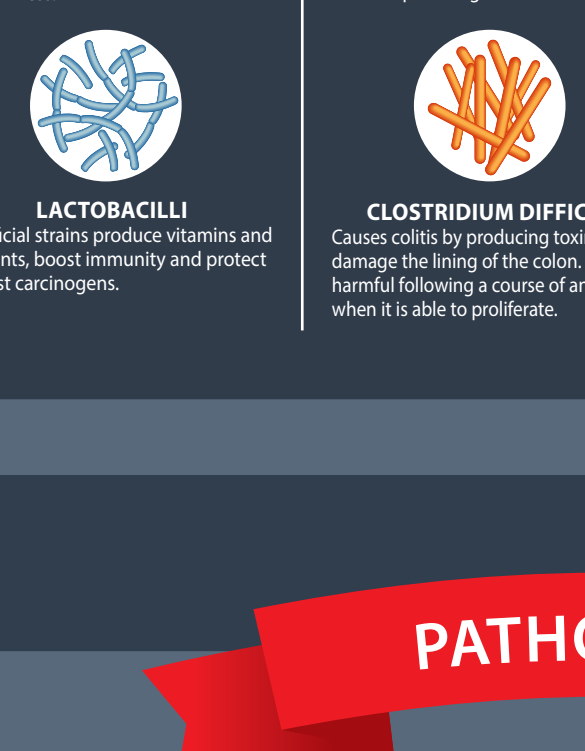 LACTOBACILLI
icial strains produce vitamins and
nts, boost immunity and protect
st carcinogens.
CLOSTRIDIUM DIFFIC
Causes colitis by producing toxi
damage the lining of the colon.
harmful following a course of an
when it is able to proliferate.
PATHO